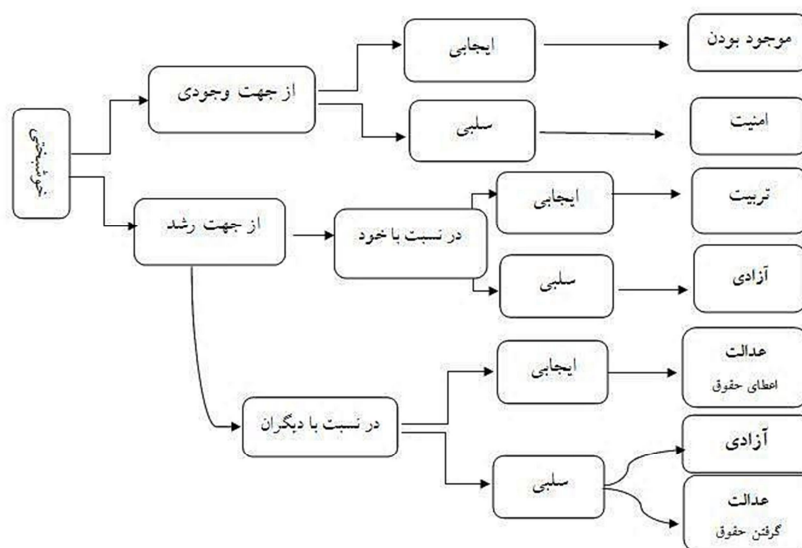 خوشبختی
از جهت وجودی
ایجابی
موجود بودن
سلبی
امنیت
از جهت رشد
در نسبت با خود
ایجابی
تربیت
سلبی
آزادی
در نسبت با دیگران
ایجابی
عدالت
اعطای حقوق
سلبی
آزادی
عدالت
گرفتن حقوق